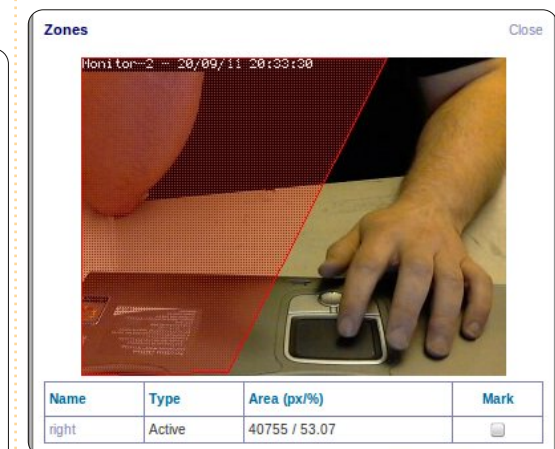 Zones Close
Monitor-2 - 20/09/11 20:33:30
Name Type Area (px/%) Mark
right Active 40755 / 53.07